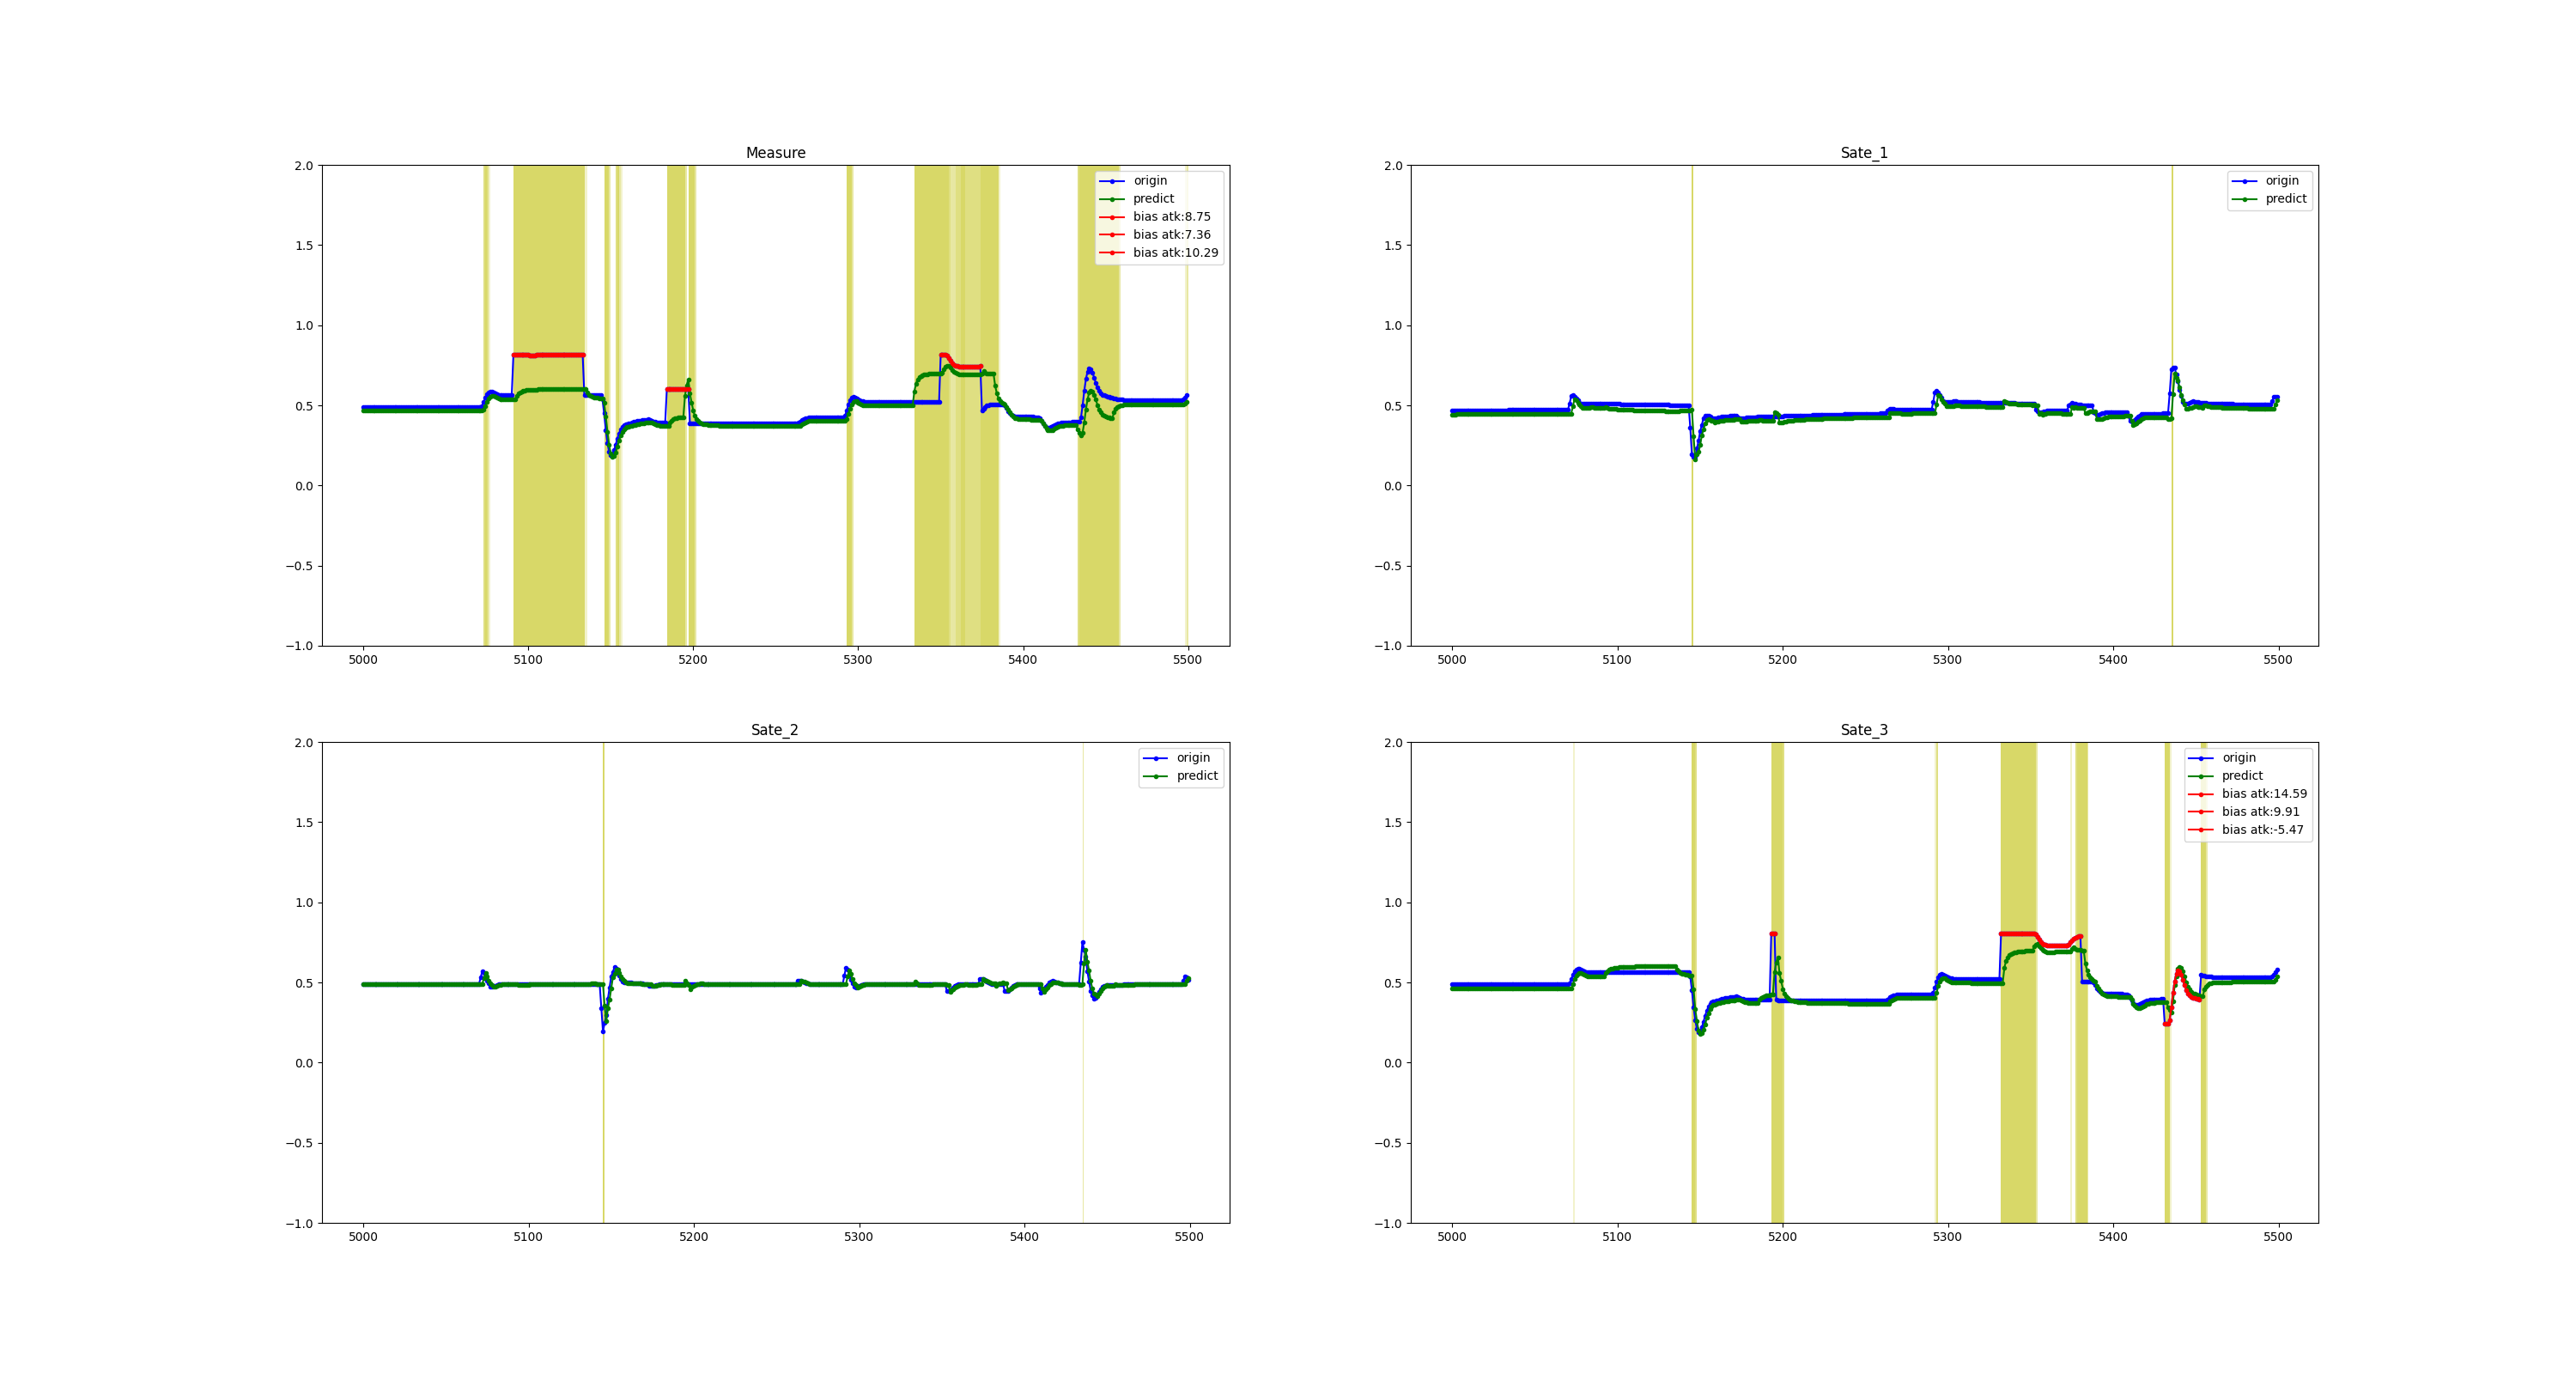 Measure
2.0
1.5
1.0
0.5
0.0
−0.5
−1.0
5000 5100 5200 5300 5400 5500
origin
predict
bias atk:8.75
bias atk:7.36
bias atk:10.29
Sate_1
2.0
1.5
1.0
0.5
0.0
−0.5
−1.0
5000 5100 5200 5300 5400 5500
origin
predict
Sate_2
2.0
1.5
1.0
0.5
0.0
−0.5
−1.0
5000 5100 5200 5300 5400 5500
origin
predict
Sate_3
2.0
1.5
1.0
0.5
0.0
−0.5
−1.0
5000 5100 5200 5300 5400 5500
origin
predict
bias atk:14.59
bias atk:9.91
bias atk:-5.47